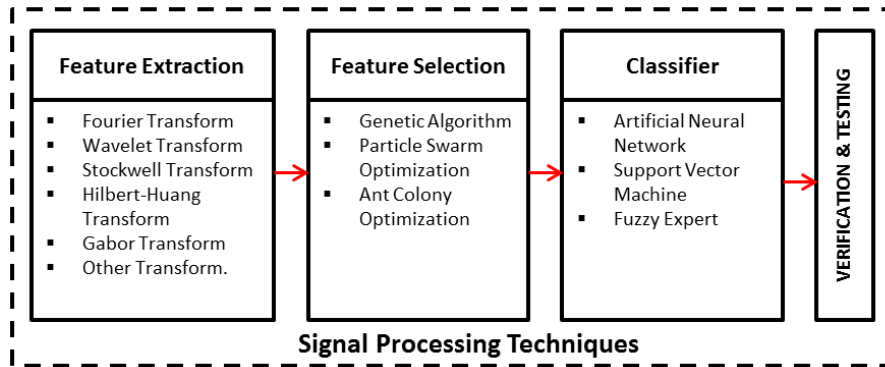 Feature Extraction
▪ Fourier Transform
▪ Wavelet Transform
▪ Stockwell Transform
▪ Hilbert-Huang
Transform
▪ Gabor Transform
▪ Other Transform.
Feature Selection
▪ Genetic Algorithm
▪ Particle Swarm
Optimization
▪ Ant Colony
Optimization
Classifier
▪ Artificial Neural
Network
▪ Support Vector
Machine
▪ Fuzzy Expert
VERIFICATION & TESTING
Signal Processing Techniques